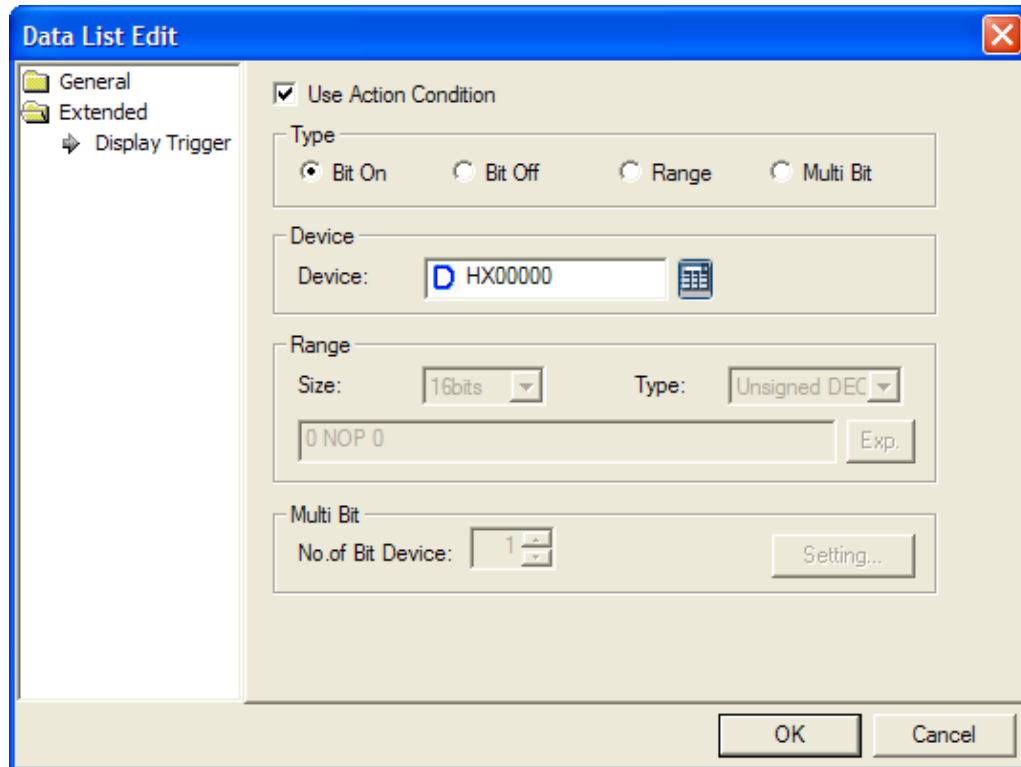 Data List Edit
General
Extended
Display Trigger
Use Action Condition
Type
Bit On Bit Off Range Multi Bit
Device
Device: D HX00000
Range
Size: 16bits Type: Unsigned DEC
0 NOP 0 Exp.
Multi Bit
No.of Bit Device: 1 Setting...
OK Cancel